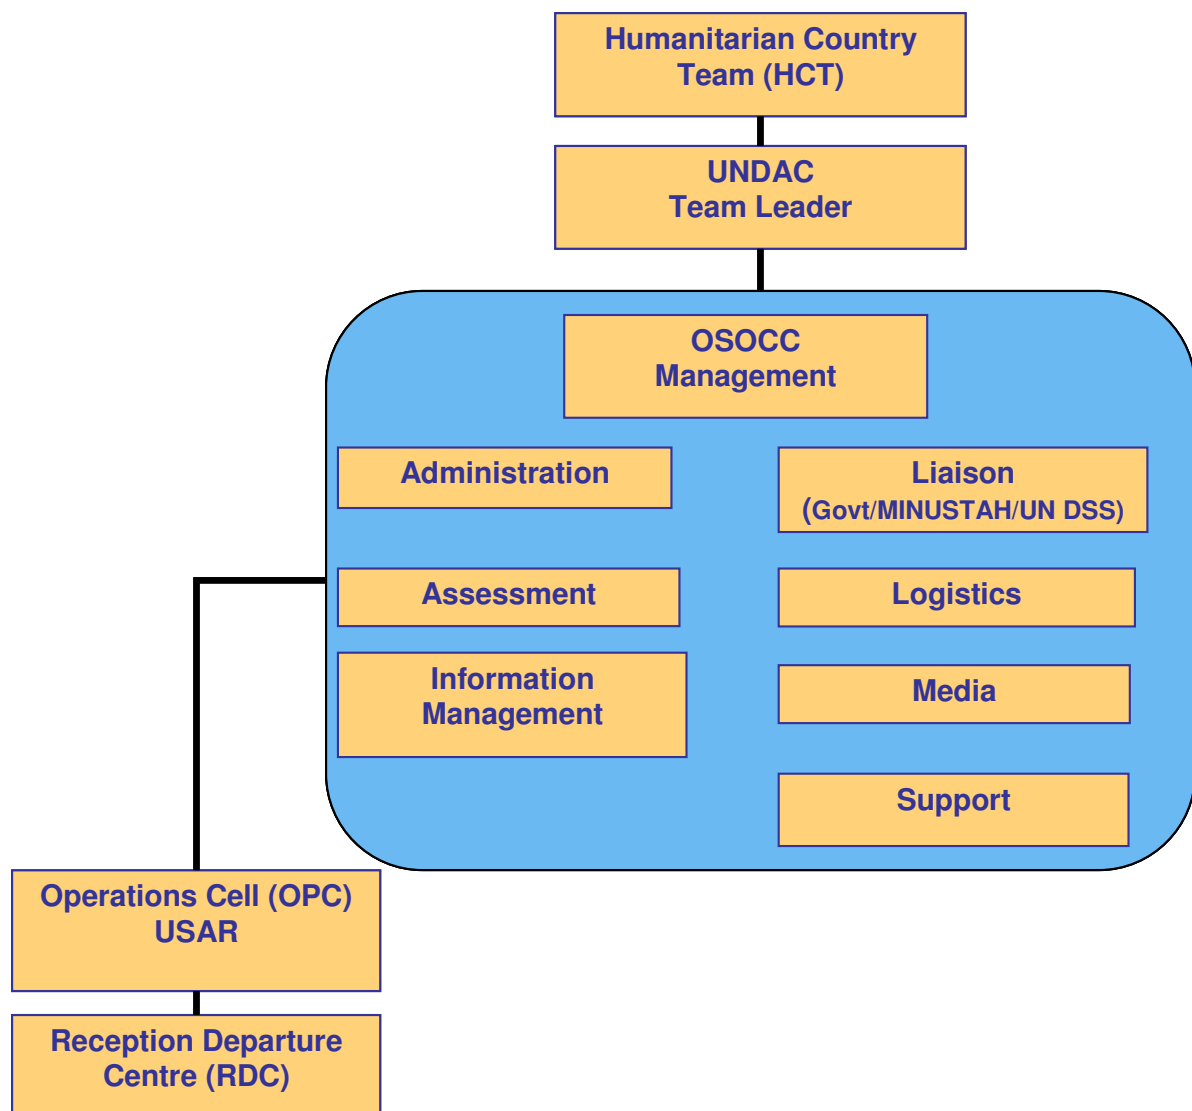 Humanitarian Country
Team (HCT)
UNDAC
Team Leader
OSOCC
Management
Administration
Liaison
(Govt/MINUSTAH/UN DSS)
Assessment
Logistics
Information
Management
Media
Support
Operations Cell (OPC)
USAR
Reception Departure
Centre (RDC)